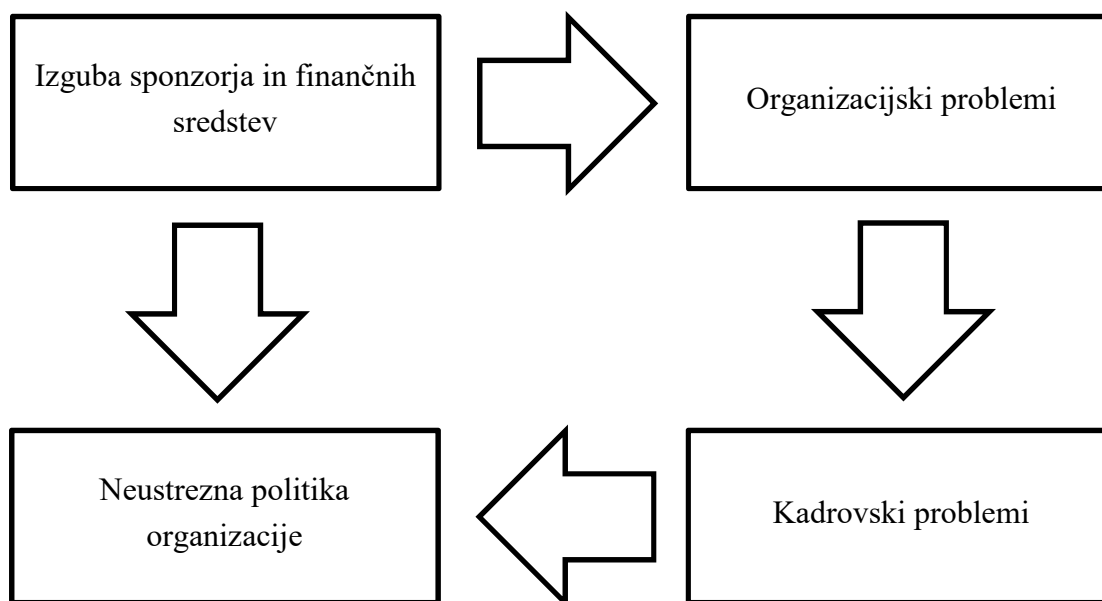 Izguba sponzorja in finančnih
sredstev
Organizacijski problemi
Neustrezna politika
organizacije
Kadrovski problemi